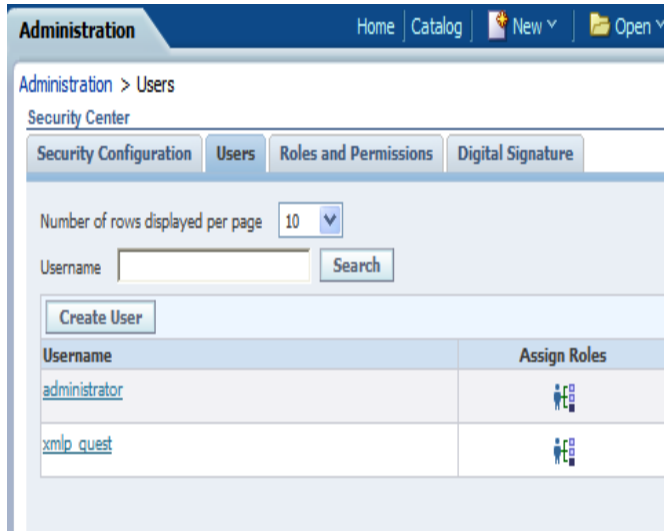 Administration Home Catalog New Open
Administration > Users
Security Center
Security Configuration Users Roles and Permissions Digital Signature
Number of rows displayed per page 10
Username Search
Create User
Username Assign Roles
administrator
xmlp_guest